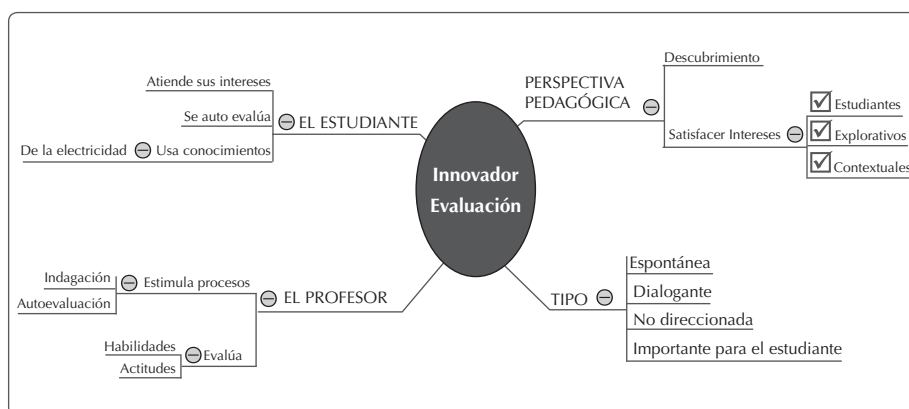 Innovador
Evaluación
EL ESTUDIANTE
Atiende sus intereses
Se auto evalúa
Usa conocimientos
De la electricidad
PERSPECTIVA
PEDAGÓGICA
Descubrimiento
Satisfacer Intereses
Estudiantes
Explorativos
Contextuales
EL PROFESOR
Estimula procesos
Indagación
Autoevaluación
Evalúa
Habilidades
Actitudes
TIPO
Espontánea
Dialogante
No direccionada
Importante para el estudiante